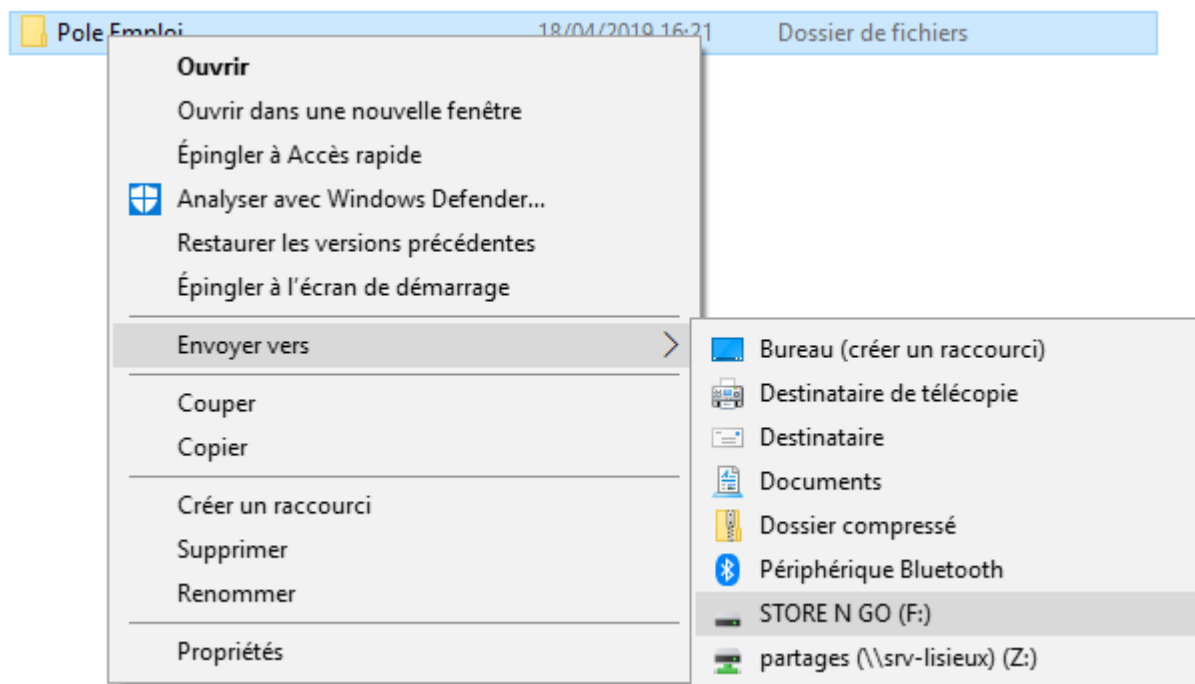 Pole Emploi 18/04/2019 16:21 Dossier de fichiers
Ouvrir
Ouvrir dans une nouvelle fenêtre
Épingler à Accès rapide
Analyser avec Windows Defender...
Restaurer les versions précédentes
Épingler à l'écran de démarrage
Envoyer vers
Couper
Copier
Créer un raccourci
Supprimer
Renommer
Propriétés
Bureau (créer un raccourci)
Destinataire de télécopie
Destinataire
Documents
Dossier compressé
Périphérique Bluetooth
STORE N GO (F:)
partages (\\srv-lisieux) (Z:)